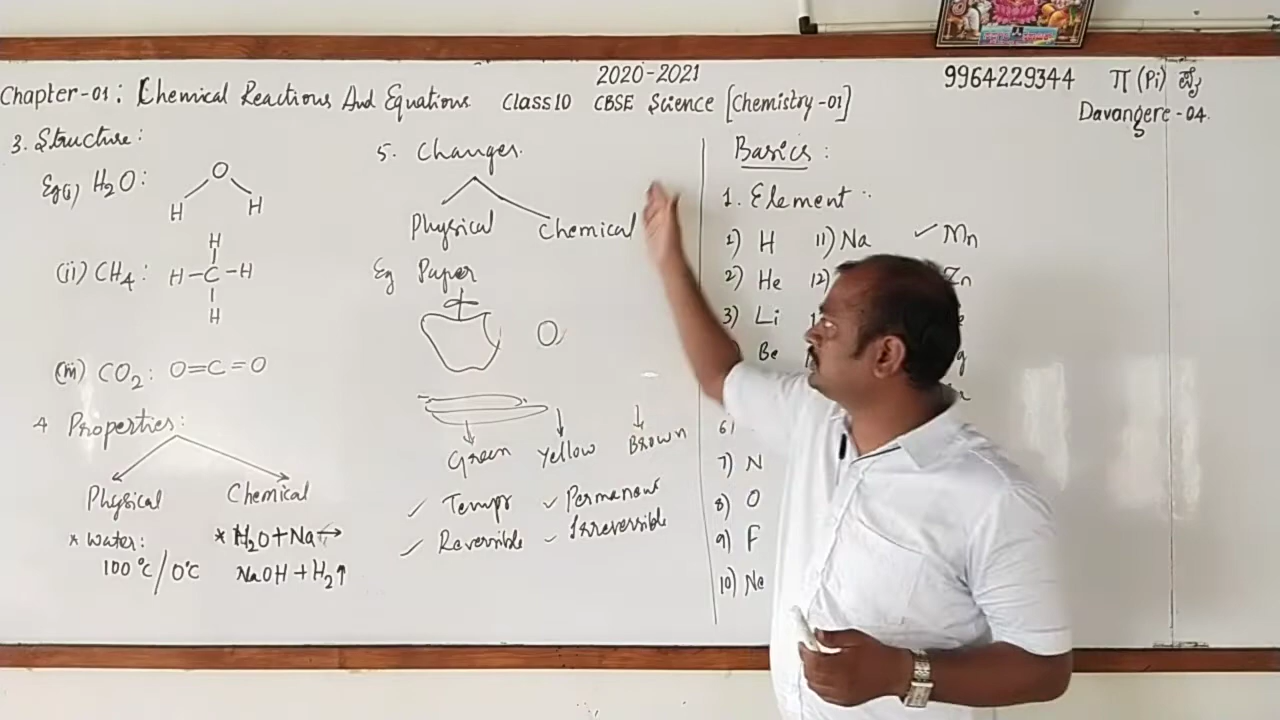 2020-2021
9964229344 π (Pi)
Chapter-01: Chemical Reactions And Equations Class10 CBSE Science [Chemistry-01]
Davangere-04.
3. Structure:
Eg(i) H2O:
O
H H
(ii) CH4:
H
H-C-H
H
(iii) CO2: O=C=O
4 Properties:
Physical Chemical
* Water: * H2O+Na→
100°C/0°C NaOH+H2↑
5. Changes.
Physical Chemical
Eg Paper
O
Green Yellow Brown
✓ Tempr ✓ Permanent
✓ Reversible ✓ Irreversible
Basics:
1. Element:
1) H 11) Na ✓ Mn
2) He 12) Zn
3) Li
Be
6)
7) N
8) O
9) F
10) Ne